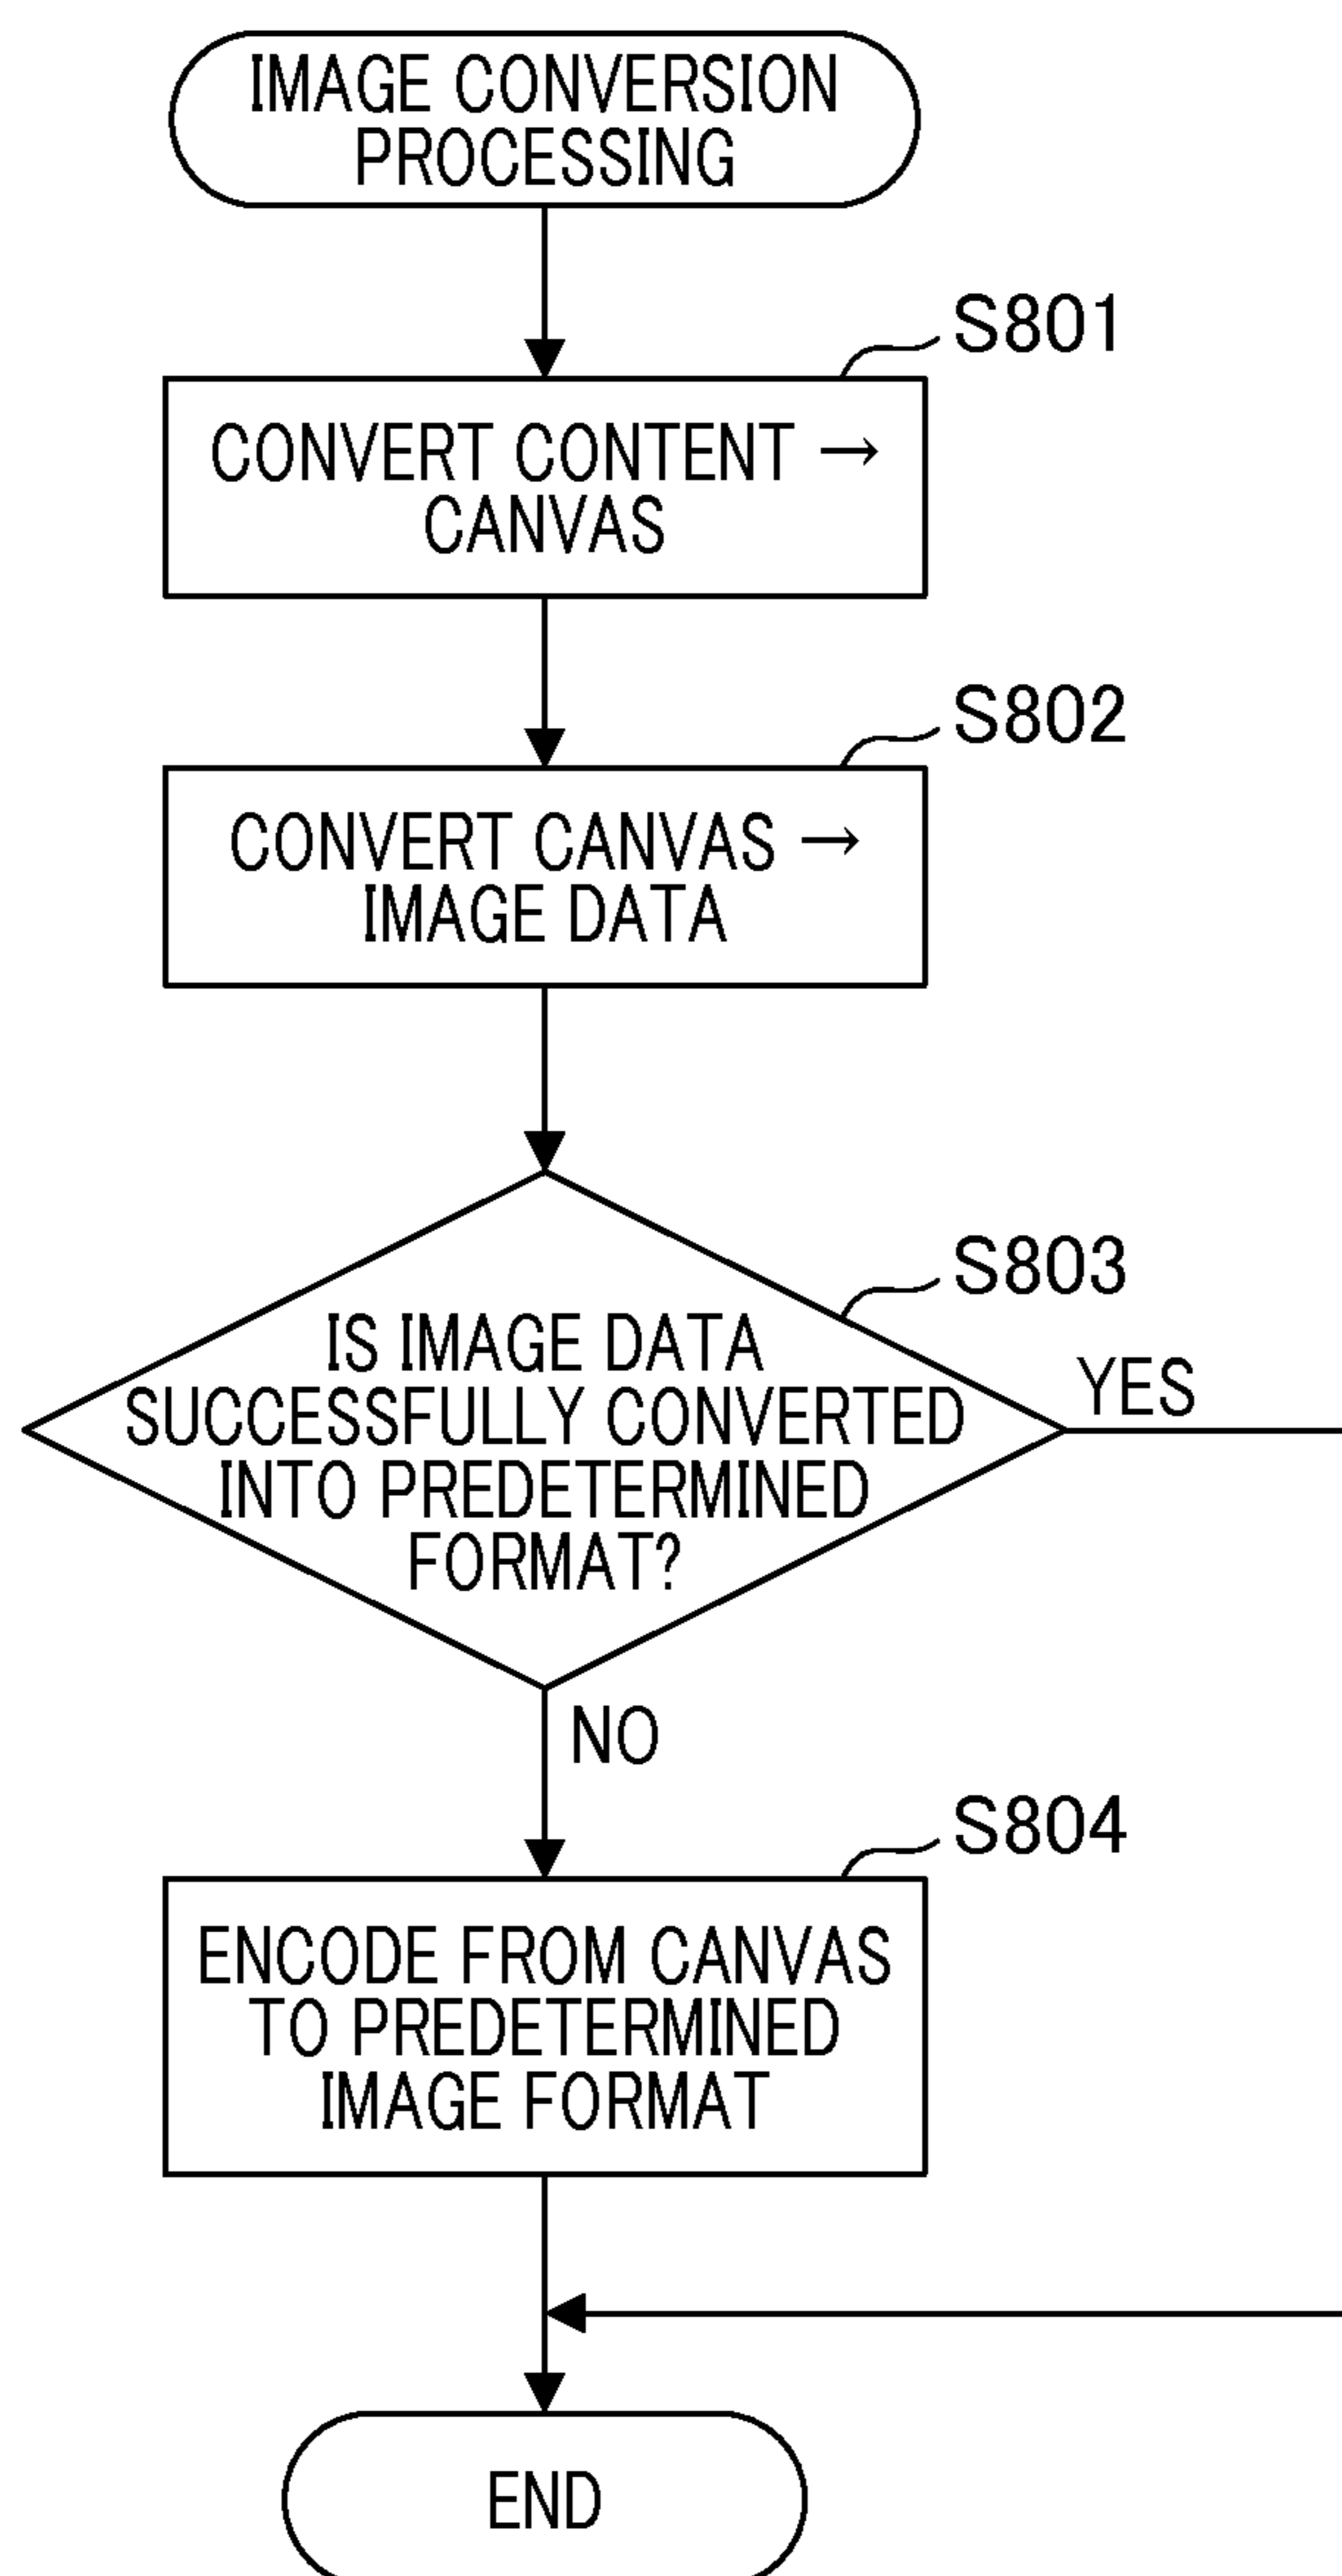 IMAGE CONVERSION
PROCESSING
S801
CONVERT CONTENT →
CANVAS
S802
CONVERT CANVAS →
IMAGE DATA
S803
IS IMAGE DATA
SUCCESSFULLY CONVERTED
INTO PREDETERMINED
FORMAT?
YES
NO
S804
ENCODE FROM CANVAS
TO PREDETERMINED
IMAGE FORMAT
END